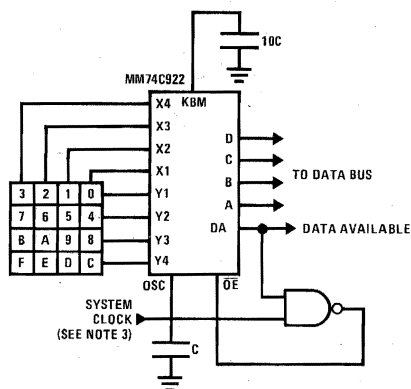 10C
MM74C922
X4 KBM
X3
D
X2
C
TO DATA BUS
X1
B
3 2 1 0
Y1
A
7 6 5 4
Y2
DA
DATA AVAILABLE
B A 9 8
Y3
F E D C
Y4
OSC
OE
SYSTEM
CLOCK
(SEE NOTE 3)
C